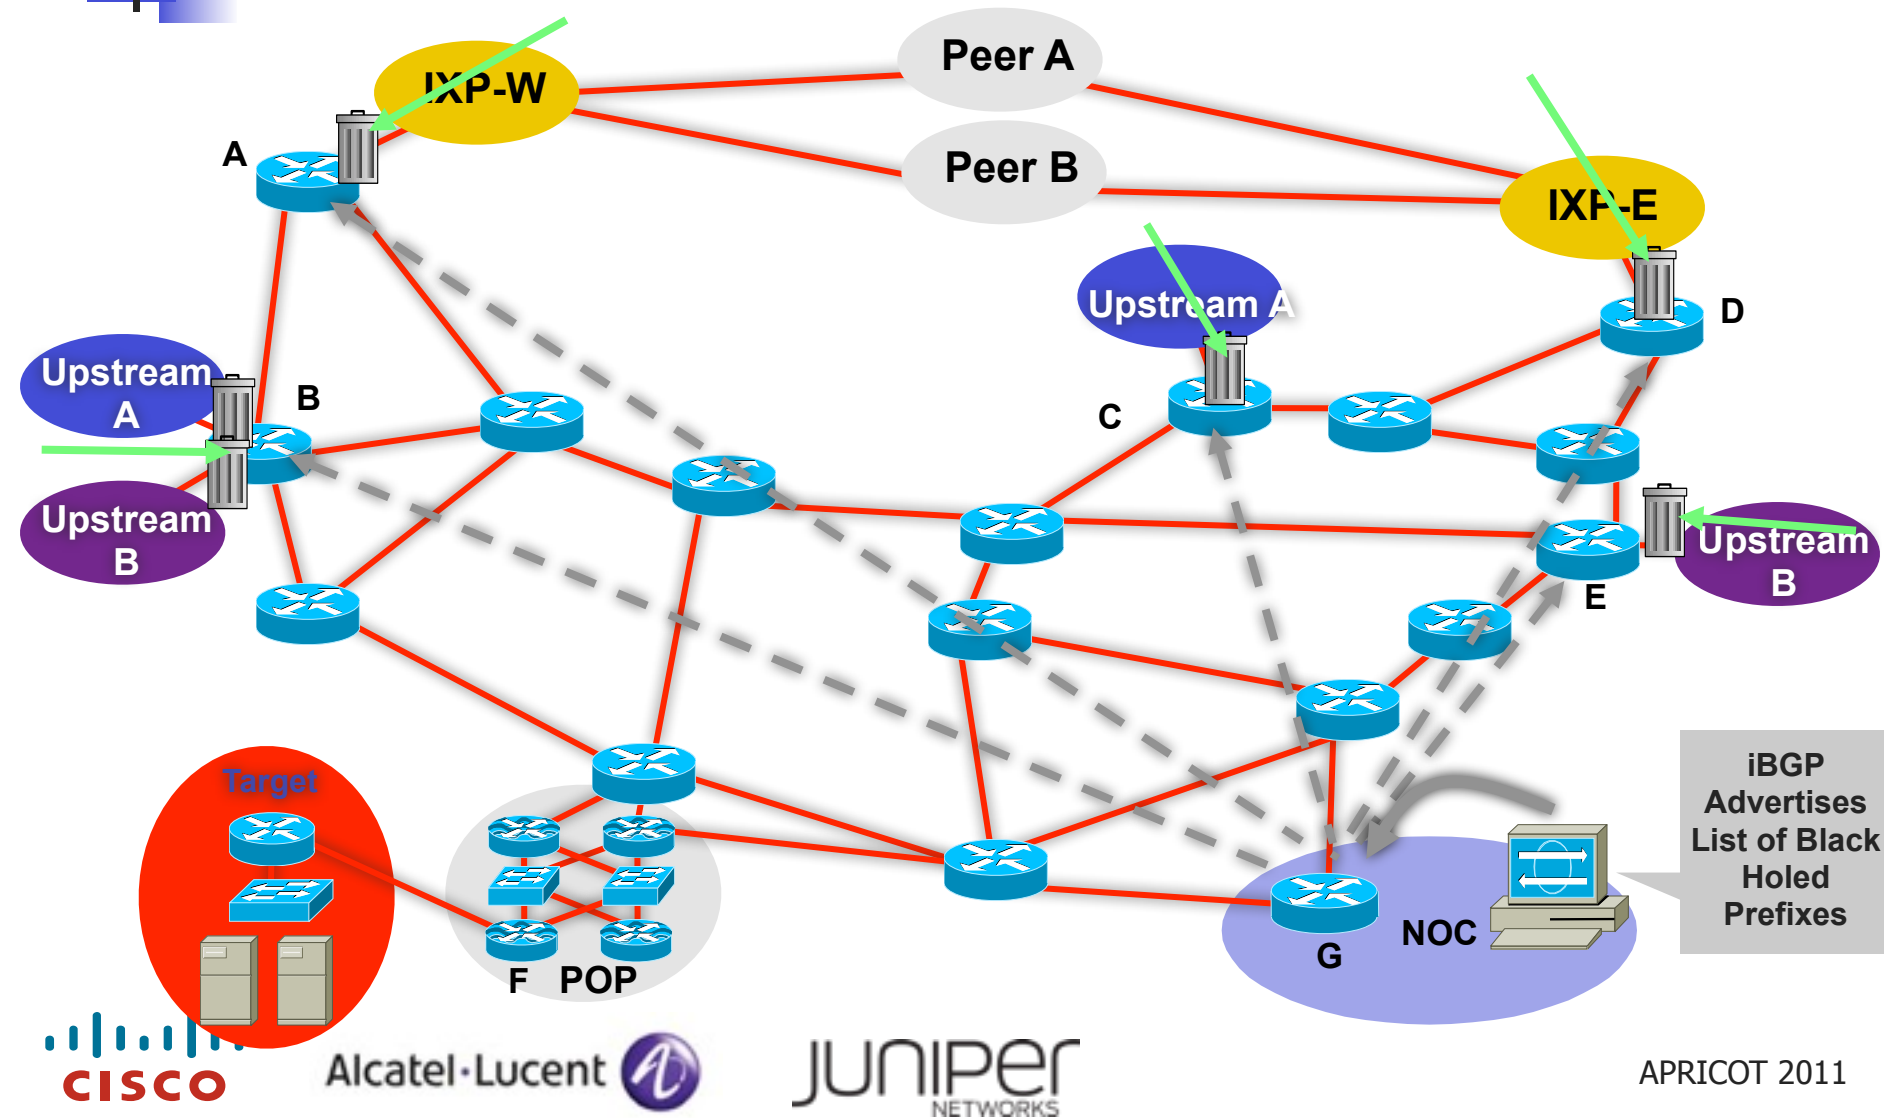 Peer A
IXP-W
A
Peer B
IXP-E
Upstream A
D
Upstream
A
B
C
Upstream
B
Upstream
B
E
Target
iBGP
Advertises
List of Black
Holed
Prefixes
NOC
G
F
POP
CISCO
Alcatel·Lucent
JUNIPER
NETWORKS
APRICOT 2011